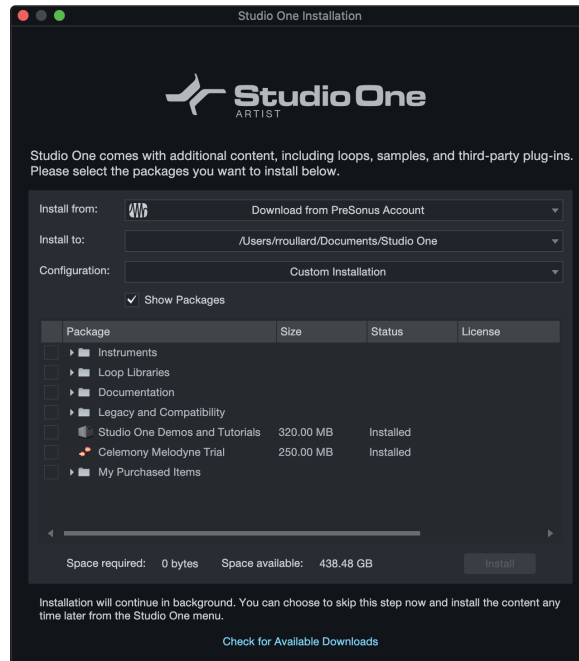 Studio One Installation
Studio One
ARTIST
Studio One comes with additional content, including loops, samples, and third-party plug-ins.
Please select the packages you want to install below.
Install from: Download from PreSonus Account
Install to: /Users/rroullard/Documents/Studio One
Configuration: Custom Installation
Show Packages
Package Size Status License
Instruments
Loop Libraries
Documentation
Legacy and Compatibility
Studio One Demos and Tutorials 320.00 MB Installed
Celemony Melodyne Trial 250.00 MB Installed
My Purchased Items
Space required: 0 bytes Space available: 438.48 GB Install
Installation will continue in background. You can choose to skip this step now and install the content any
time later from the Studio One menu.
Check for Available Downloads